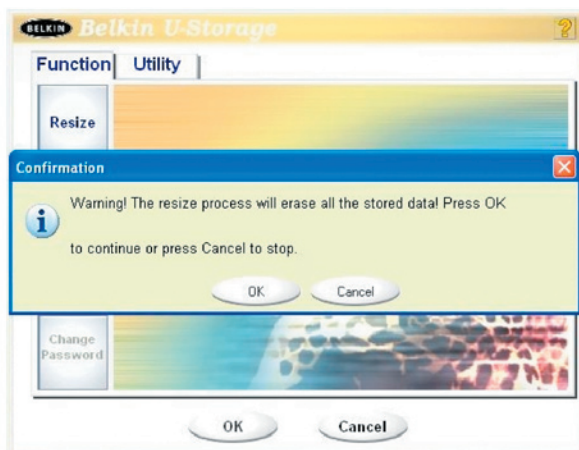 BELKIN Belkin U-Storage ?
Function Utility
Resize
Confirmation
Warning! The resize process will erase all the stored data! Press OK
to continue or press Cancel to stop.
OK Cancel
Change
Password
OK Cancel